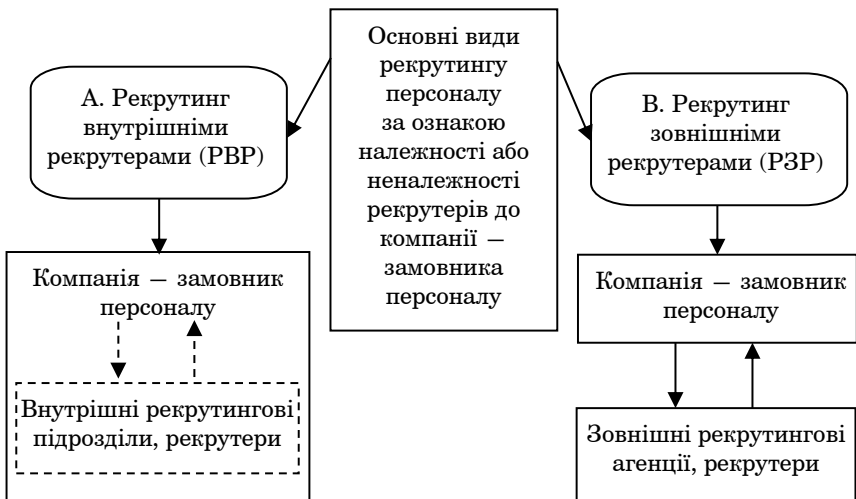 Основні види
рекрутингу
персоналу
за ознакою
належності або
неналежності
рекрутерів до
компанії —
замовника
персоналу
А. Рекрутинг
внутрішніми
рекрутерами (РВР)
Компанія — замовник
персоналу
Внутрішні рекрутингові
підрозділи, рекрутери
В. Рекрутинг
зовнішніми
рекрутерами (РЗР)
Компанія — замовник
персоналу
Зовнішні рекрутингові
агенції, рекрутери